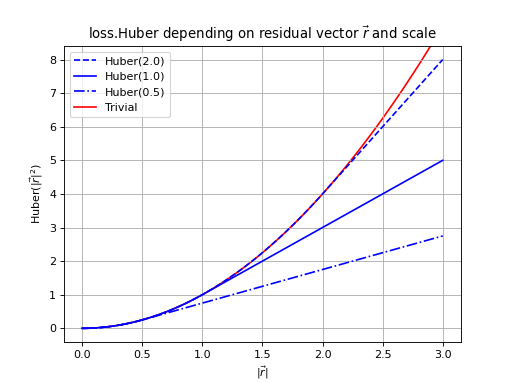 loss.Huber depending on residual vector r⃗ and scale
Huber(2.0)
Huber(1.0)
Huber(0.5)
Trivial
Huber(|r⃗|²)
8
7
6
5
4
3
2
1
0
0.0 0.5 1.0 1.5 2.0 2.5 3.0
|r⃗|